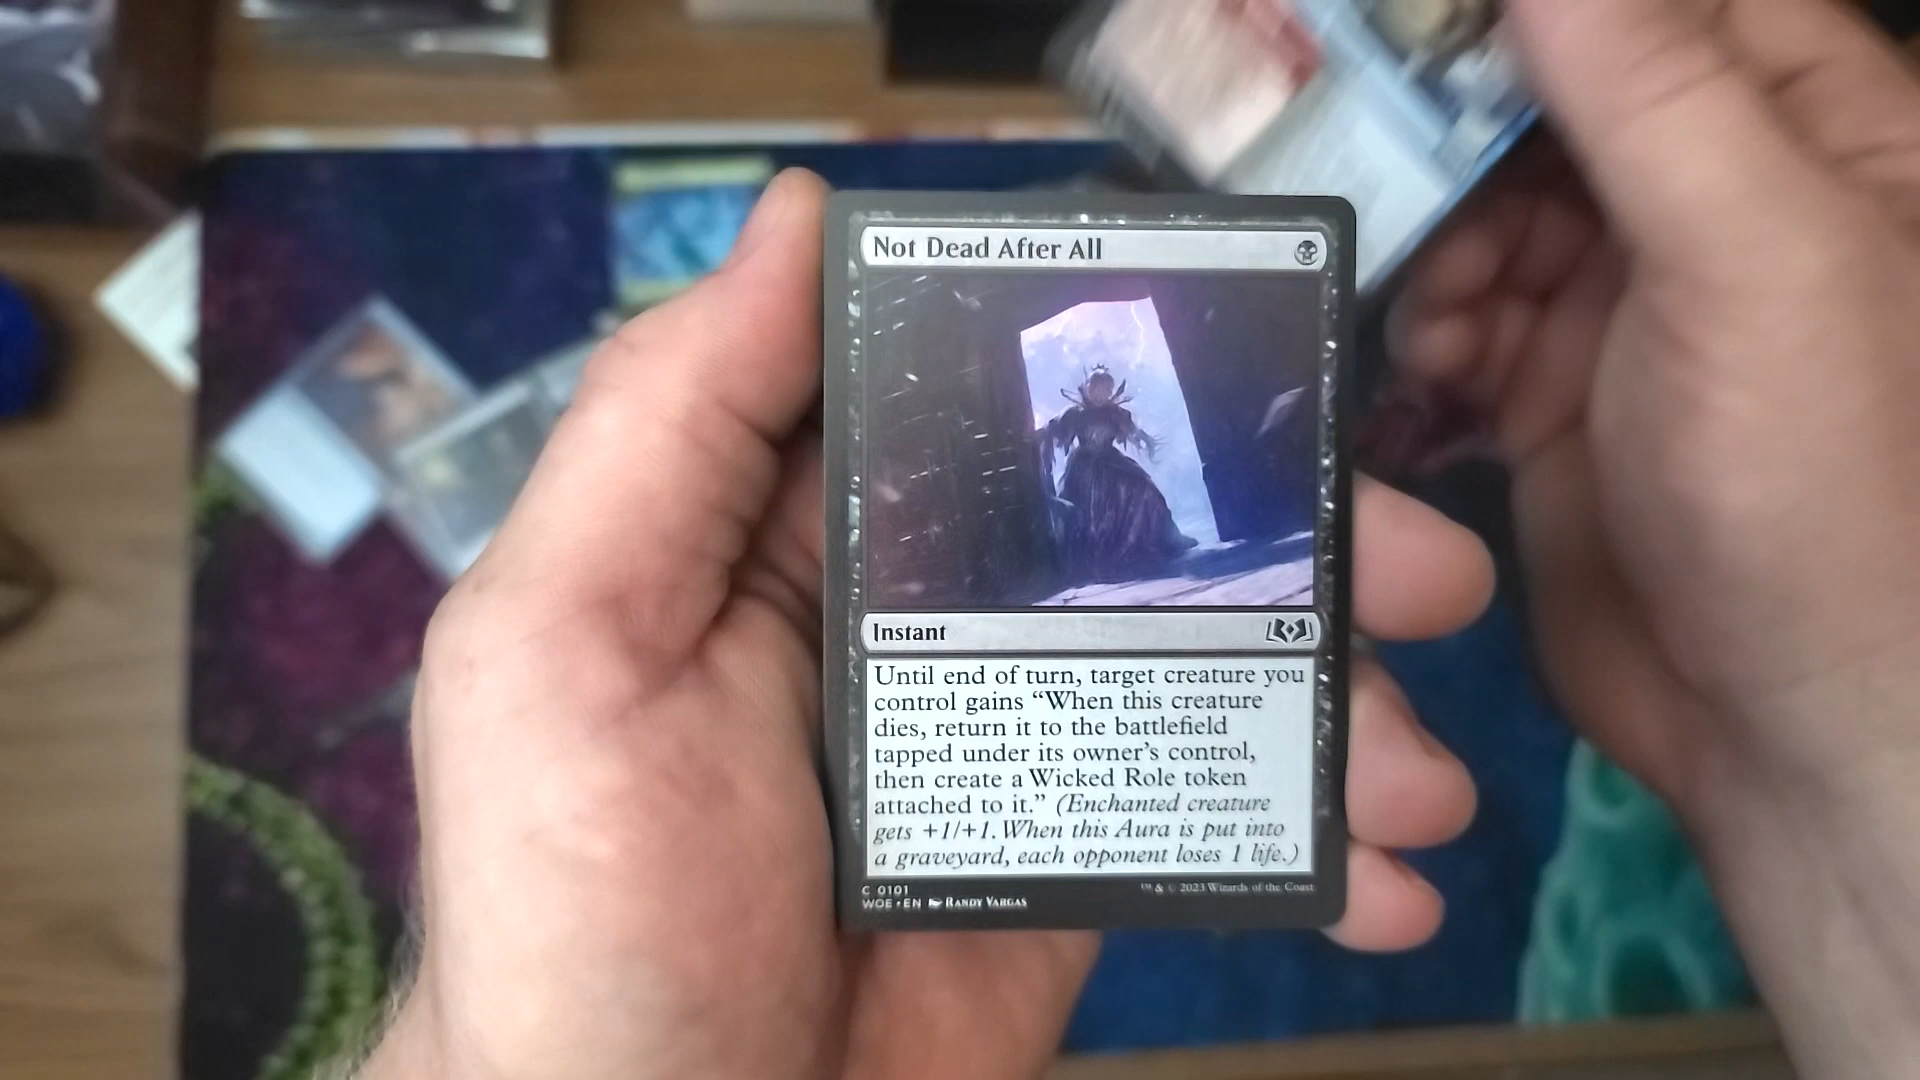 Not Dead After All
Instant
Until end of turn, target creature you
control gains “When this creature
dies, return it to the battlefield
tapped under its owner’s control,
then create a Wicked Role token
attached to it.” (Enchanted creature
gets +1/+1. When this Aura is put into
a graveyard, each opponent loses 1 life.)
C 0101
WOE • EN Randy Vargas
™ & © 2023 Wizards of the Coast